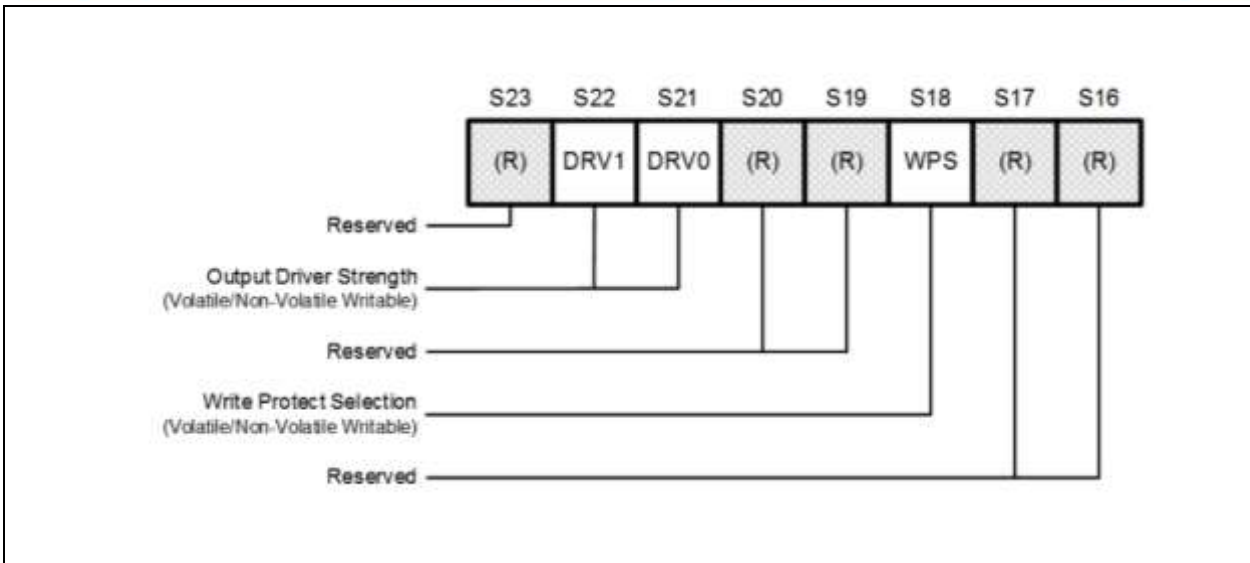 S23 S22 S21 S20 S19 S18 S17 S16
(R) DRV1 DRV0 (R) (R) WPS (R) (R)
Reserved
Output Driver Strength
(Volatile/Non-Volatile Writable)
Reserved
Write Protect Selection
(Volatile/Non-Volatile Writable)
Reserved